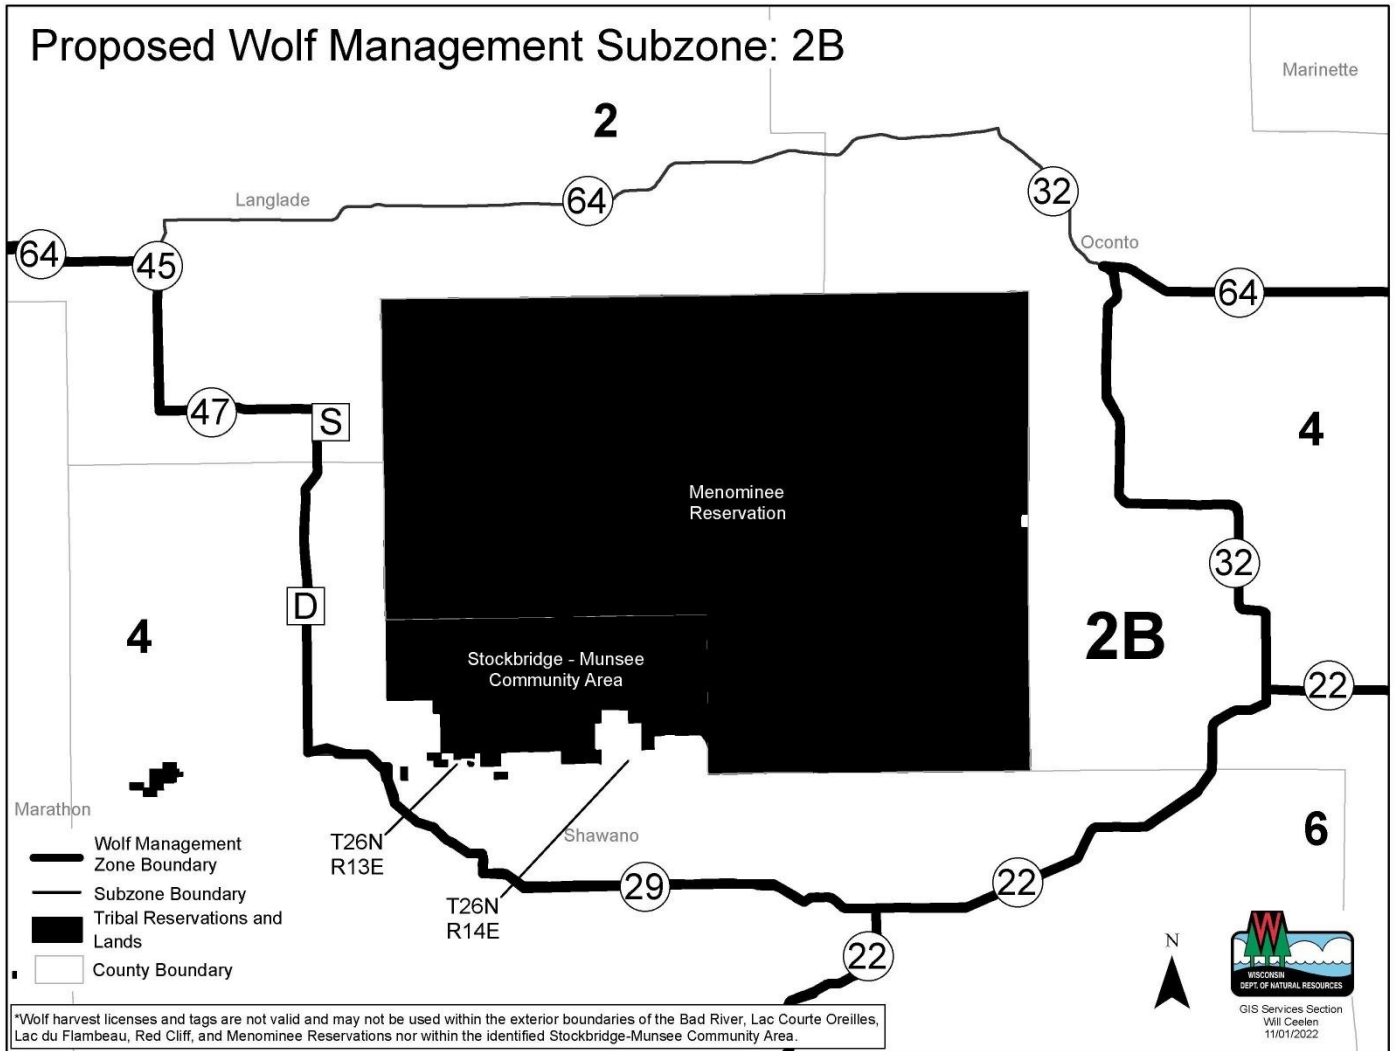 Proposed Wolf Management Subzone: 2B
Marinette
2
Langlade
64
32
64
45
Oconto
64
47
S
4
Menominee
Reservation
32
D
4
2B
Stockbridge - Munsee
Community Area
22
Marathon
T26N
R13E
Shawano
6
T26N
R14E
29
22
22
Wolf Management
Zone Boundary
Subzone Boundary
Tribal Reservations and
Lands
County Boundary
N
W
WISCONSIN
DEPT. OF NATURAL RESOURCES
GIS Services Section
Will Ceelen
11/01/2022
*Wolf harvest licenses and tags are not valid and may not be used within the exterior boundaries of the Bad River, Lac Courte Oreilles,
Lac du Flambeau, Red Cliff, and Menominee Reservations nor within the identified Stockbridge-Munsee Community Area.